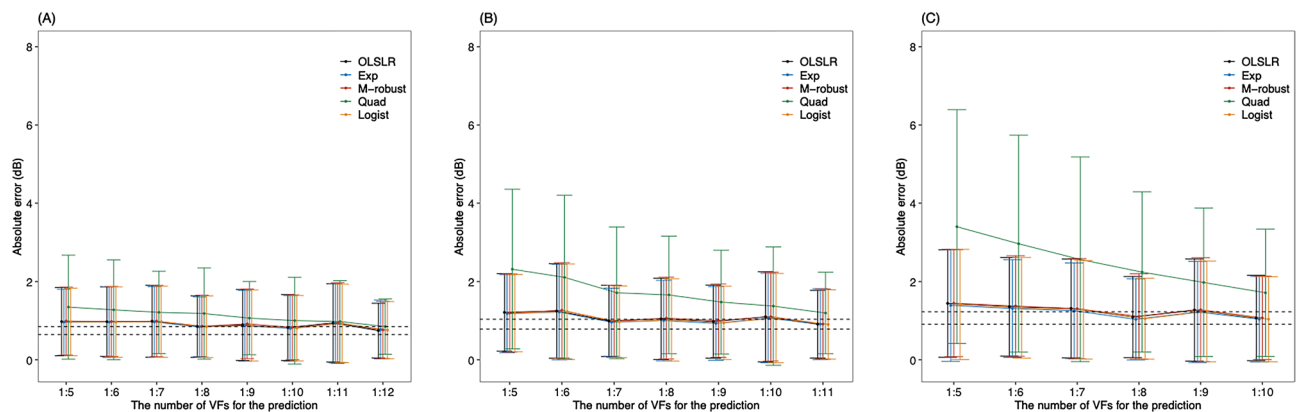 (A)
Absolute error (dB)
8
6
4
2
0
OLSLR
Exp
M-robust
Quad
Logist
1:5 1:6 1:7 1:8 1:9 1:10 1:11 1:12
The number of VFs for the prediction
(B)
Absolute error (dB)
8
6
4
2
0
OLSLR
Exp
M-robust
Quad
Logist
1:5 1:6 1:7 1:8 1:9 1:10 1:11
The number of VFs for the prediction
(C)
Absolute error (dB)
8
6
4
2
0
OLSLR
Exp
M-robust
Quad
Logist
1:5 1:6 1:7 1:8 1:9 1:10
The number of VFs for the prediction